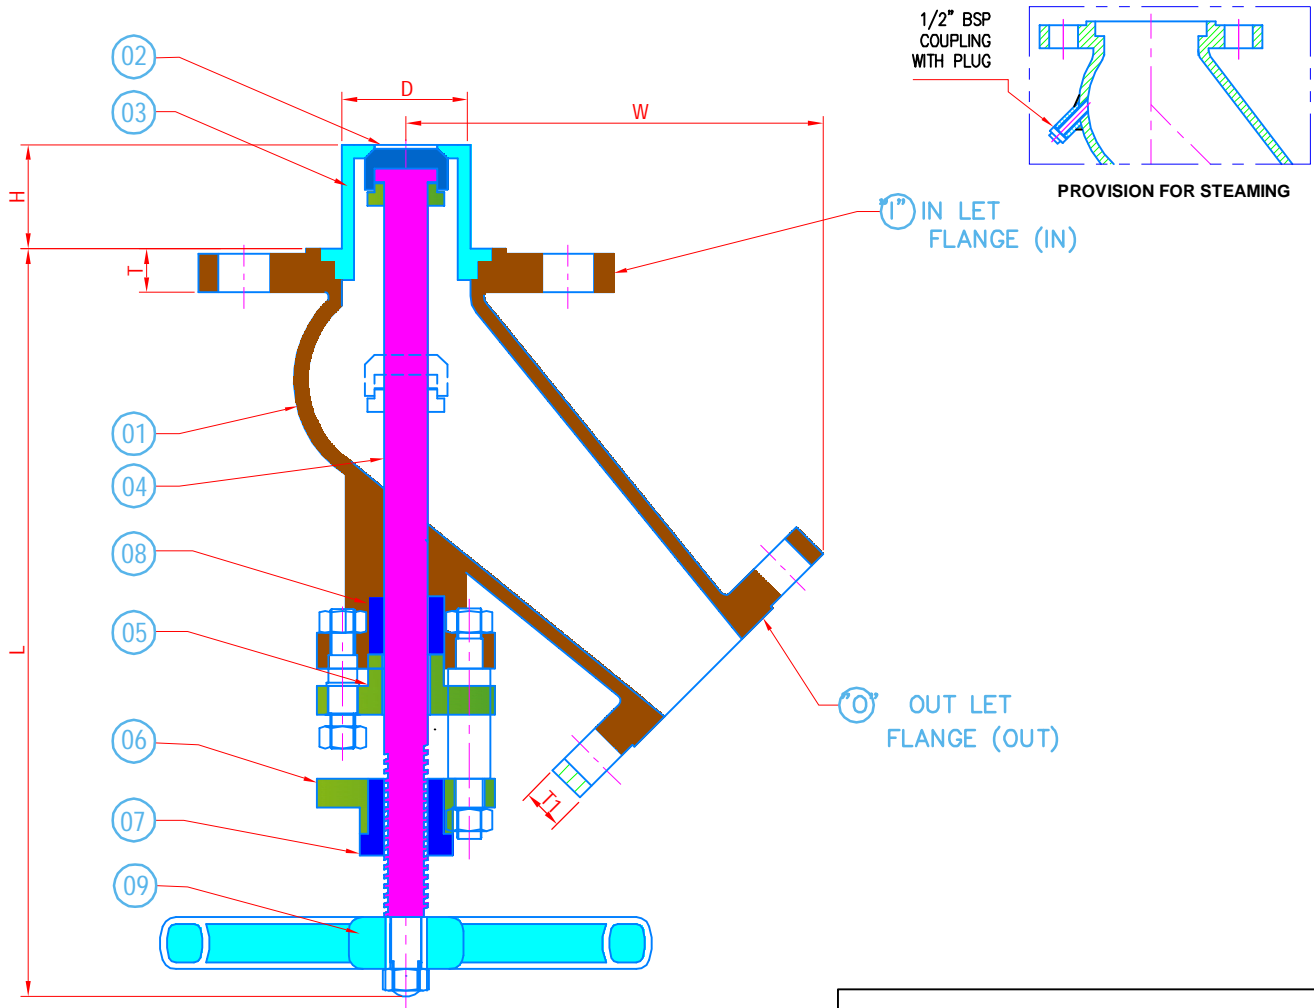 1/2" BSP
COUPLING
WITH PLUG
PROVISION FOR STEAMING
02
03
D
W
H
T
"I" IN LET
FLANGE (IN)
01
04
08
05
L
"O" OUT LET
FLANGE (OUT)
06
T1
07
09